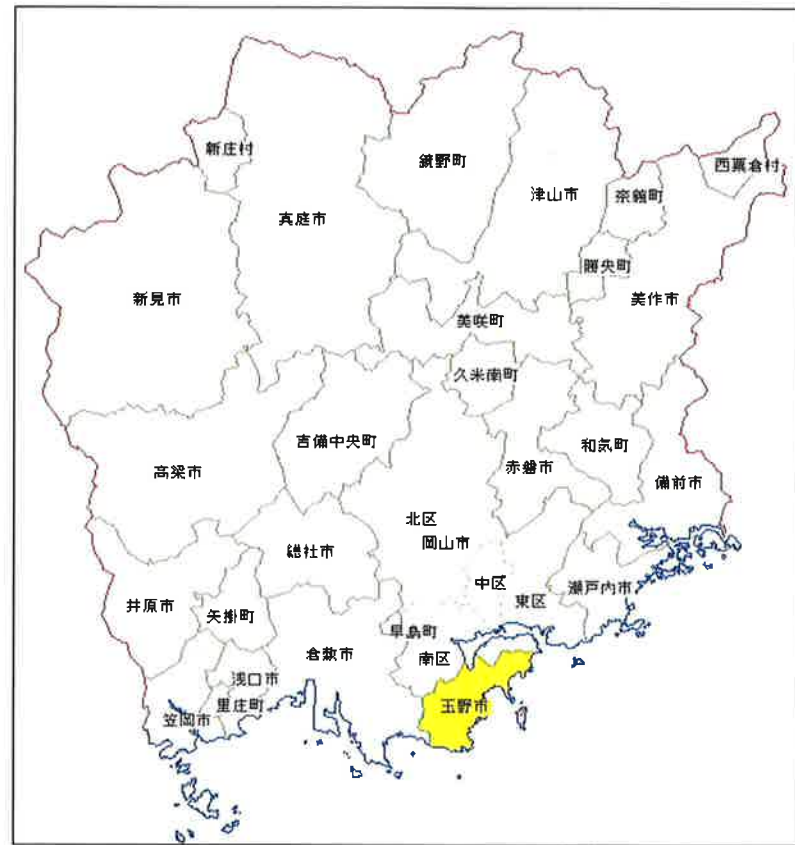 新庄村
鏡野町
西粟倉村
津山市
奈義町
真庭市
勝央町
新見市
美作市
美咲町
久米南町
吉備中央町
和気町
高梁市
赤磐市
備前市
北区
岡山市
総社市
中区
瀬戸内市
井原市
矢掛町
東区
早島町
倉敷市
南区
浅口市
里庄町
玉野市
笠岡市